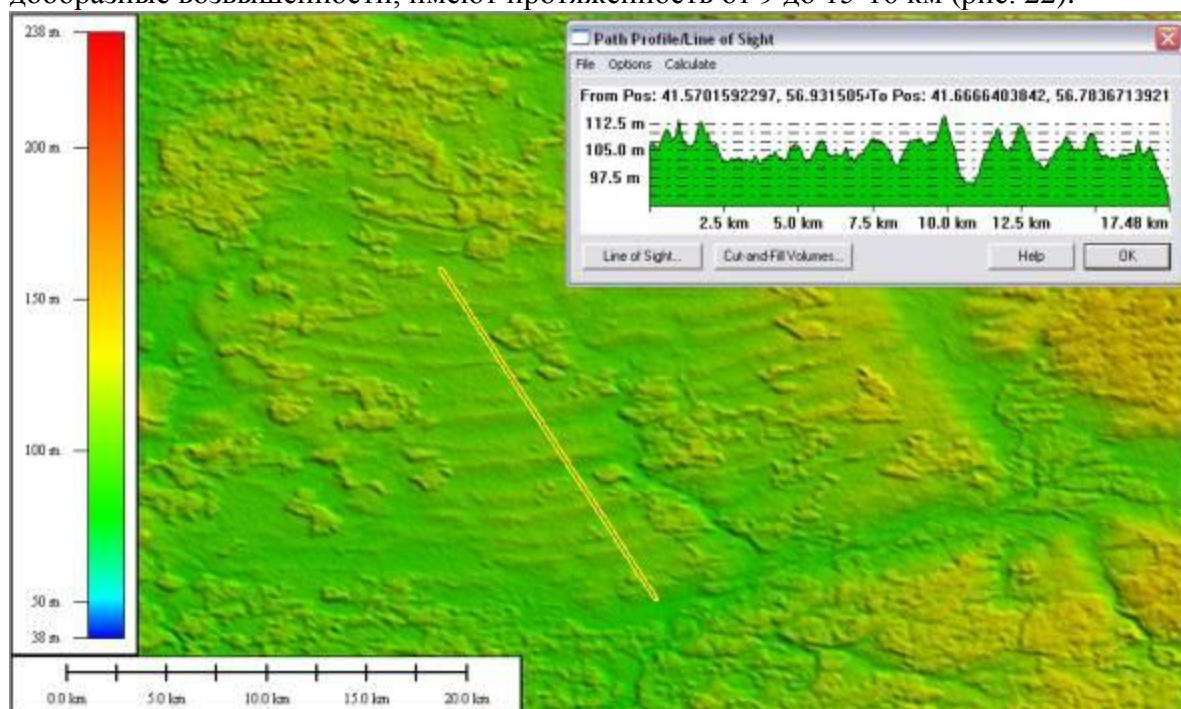 дообразные возвышенности, имеют протяженность от 9 до 15-16 км (рис. 22).
238 m
200 m
150 m
100 m
50 m
38 m
Path Profile/Line of Sight
File Options Calculate
From Pos: 41.5701592297, 56.931505 To Pos: 41.6666403842, 56.7836713921
112.5 m
105.0 m
97.5 m
2.5 km 5.0 km 7.5 km 10.0 km 12.5 km 17.48 km
Line of Sight... Cut-and-Fill Volumes... Help OK
0.0 km 5.0 km 10.0 km 15.0 km 20.0 km